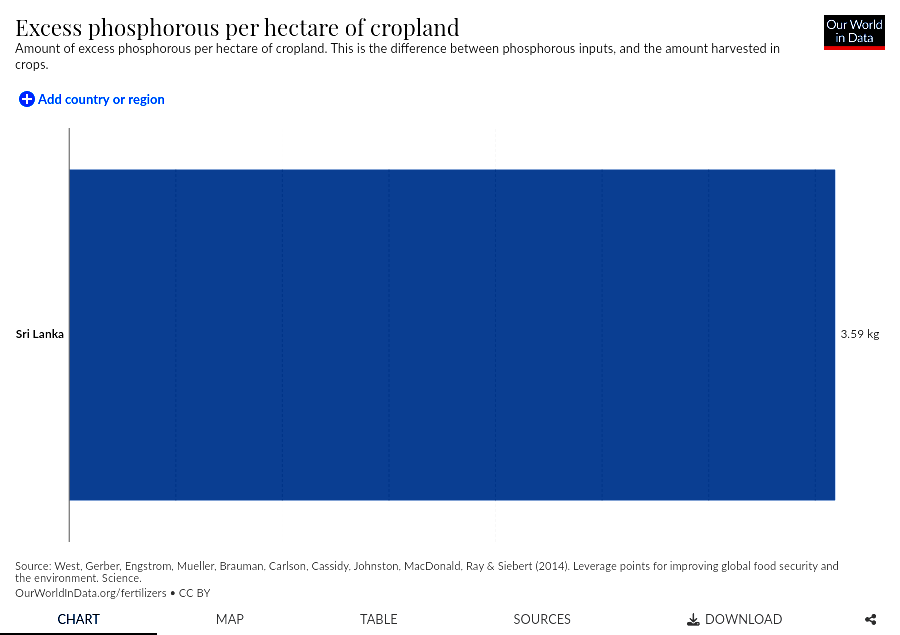 Excess phosphorous per hectare of cropland
Amount of excess phosphorous per hectare of cropland. This is the difference between phosphorous inputs, and the amount harvested in
crops.
Our World
in Data
Add country or region
Sri Lanka
3.59 kg
Source: West, Gerber, Engstrom, Mueller, Brauman, Carlson, Cassidy, Johnston, MacDonald, Ray & Siebert (2014). Leverage points for improving global food security and
the environment. Science.
OurWorldInData.org/fertilizers • CC BY
CHART
MAP
TABLE
SOURCES
DOWNLOAD